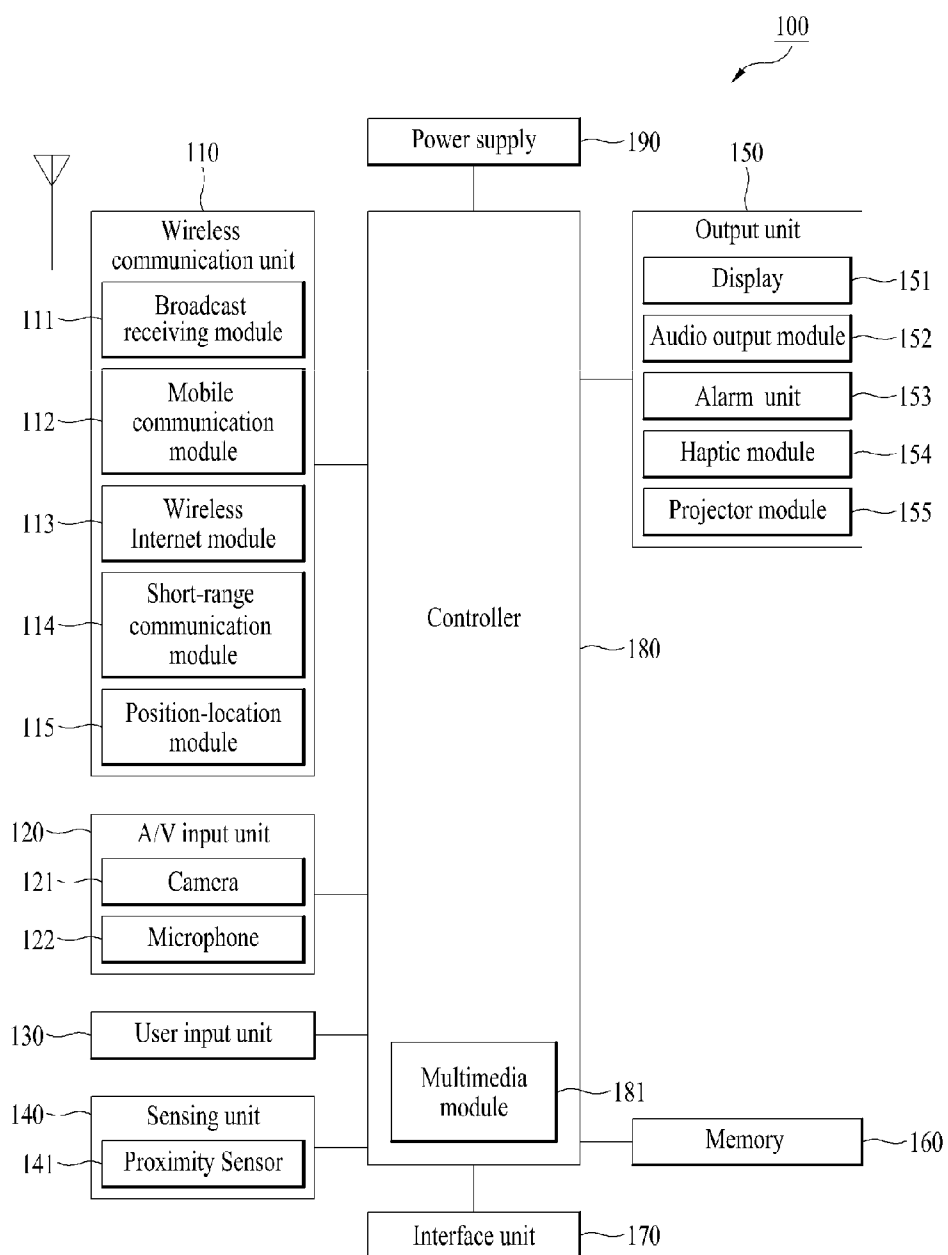 100
Power supply
190
110
150
Wireless
communication unit
Output unit
Broadcast
receiving module
111
Display
151
Audio output module
152
Mobile
communication
module
112
Alarm unit
153
Haptic module
154
Wireless
Internet module
113
Projector module
155
Short-range
communication
module
114
Controller
180
Position-location
module
115
120
A/V input unit
121
Camera
122
Microphone
130
User input unit
Multimedia
module
181
140
Sensing unit
141
Proximity Sensor
Memory
160
Interface unit
170